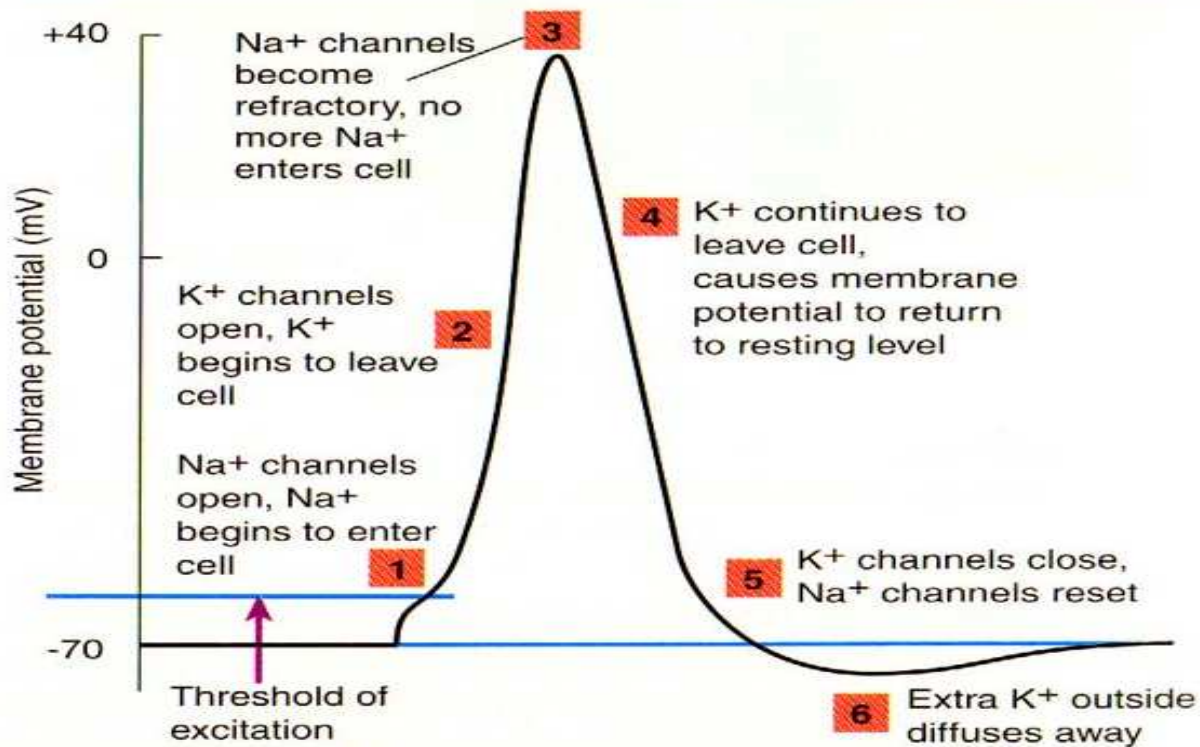 +40
0
-70
Membrane potential (mV)
3
Na+ channels
become
refractory, no
more Na+
enters cell
4
K+ continues to
leave cell,
causes membrane
potential to return
to resting level
2
K+ channels
open, K+
begins to leave
cell
1
Na+ channels
open, Na+
begins to enter
cell
5
K+ channels close,
Na+ channels reset
Threshold of
excitation
6
Extra K+ outside
diffuses away